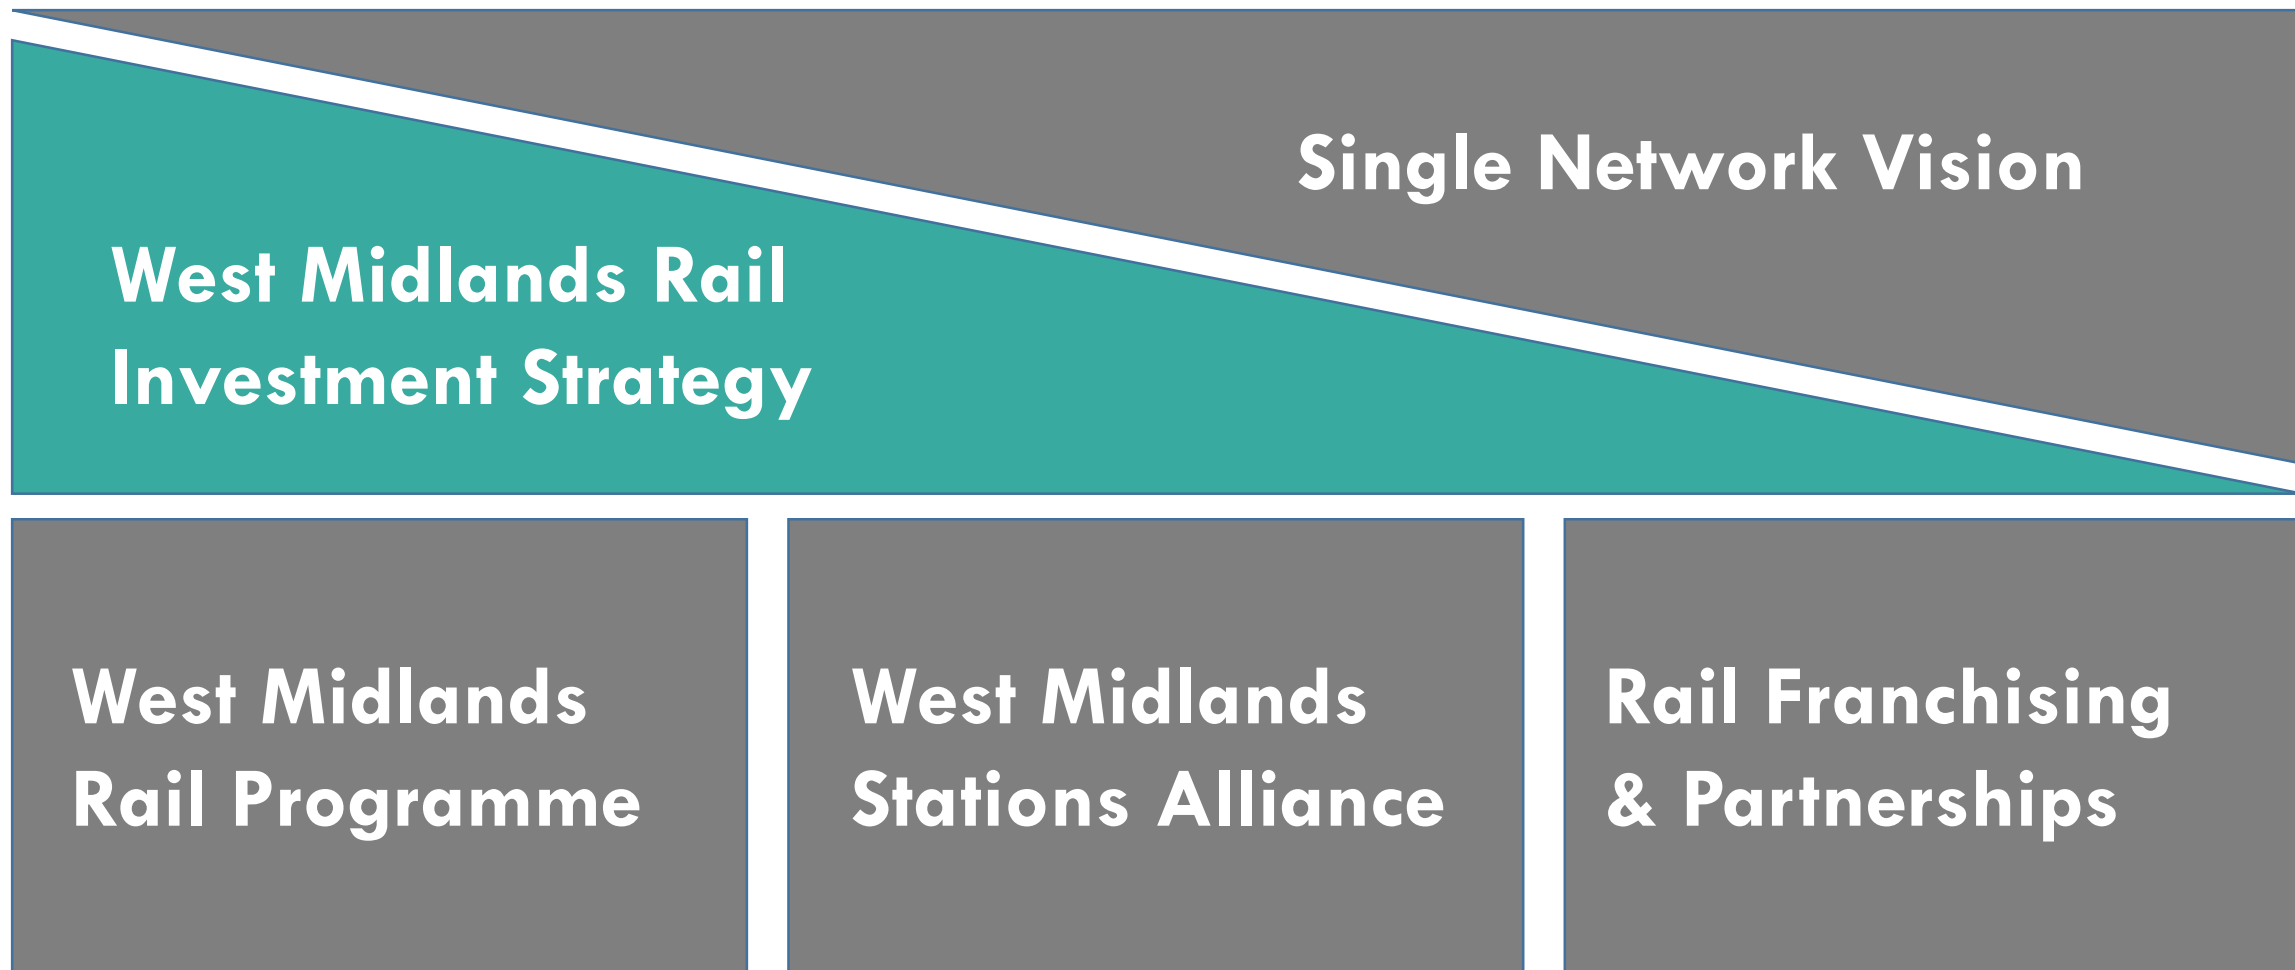 Single Network Vision
West Midlands Rail
Investment Strategy
West Midlands
Rail Programme
West Midlands
Stations Alliance
Rail Franchising
& Partnerships